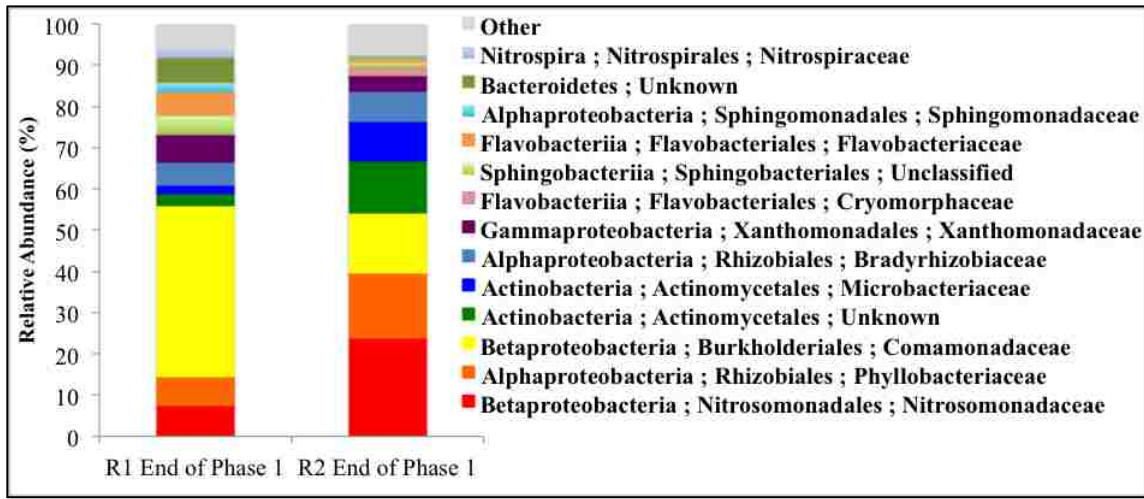 Relative Abundance (%)
100
90
80
70
60
50
40
30
20
10
0
R1 End of Phase 1
R2 End of Phase 1
Other
Nitrospira ; Nitrospirales ; Nitrospiraceae
Bacteroidetes ; Unknown
Alphaproteobacteria ; Sphingomonadales ; Sphingomonadaceae
Flavobacteriia ; Flavobacteriales ; Flavobacteriaceae
Sphingobacteriia ; Sphingobacteriales ; Unclassified
Flavobacteriia ; Flavobacteriales ; Cryomorphaceae
Gammaproteobacteria ; Xanthomonadales ; Xanthomonadaceae
Alphaproteobacteria ; Rhizobiales ; Bradyrhizobiaceae
Actinobacteria ; Actinomycetales ; Microbacteriaceae
Actinobacteria ; Actinomycetales ; Unknown
Betaproteobacteria ; Burkholderiales ; Comamonadaceae
Alphaproteobacteria ; Rhizobiales ; Phyllobacteriaceae
Betaproteobacteria ; Nitrosomonadales ; Nitrosomonadaceae